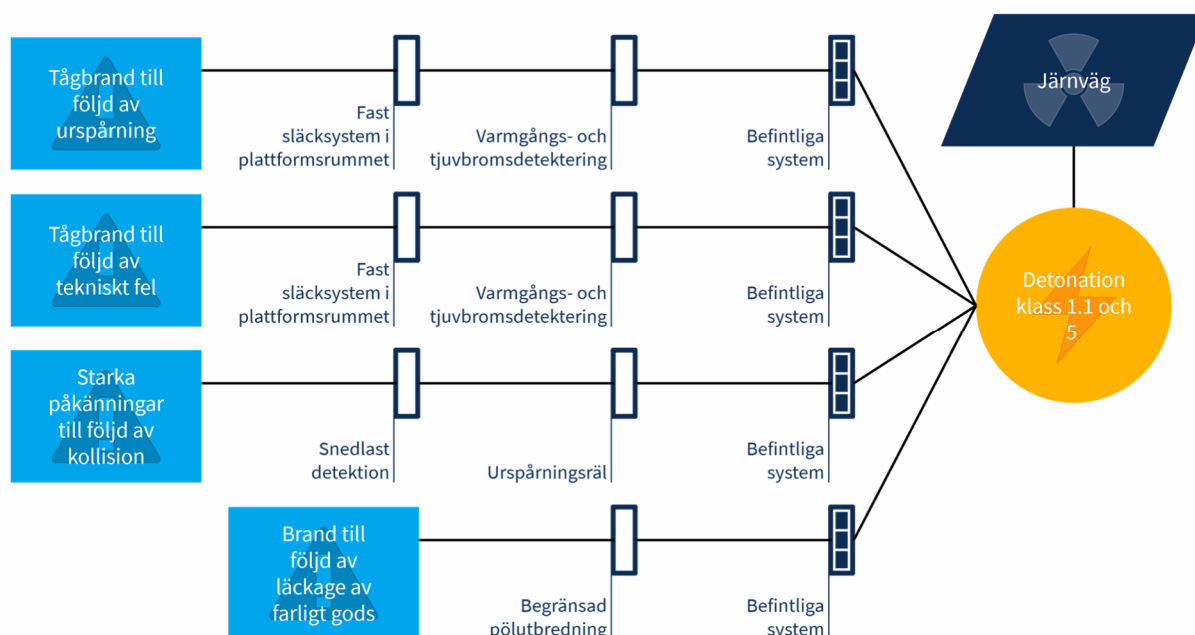 Tågbrand till
följd av
urspårning
Fast
släcksystem i
plattformsrummet
Varmgångs- och
tjuvbromsdetektering
Befintliga
system
Järnväg
Tågbrand till
följd av
tekniskt fel
Fast
släcksystem i
plattformsrummet
Varmgångs- och
tjuvbromsdetektering
Befintliga
system
Detonation
klass 1.1 och
5
Starka
påkänningar
till följd av
kollision
Snedlast
detektion
Urspårningsräl
Befintliga
system
Brand till
följd av
läckage av
farligt gods
Begränsad
pölutbredning
Befintliga
system